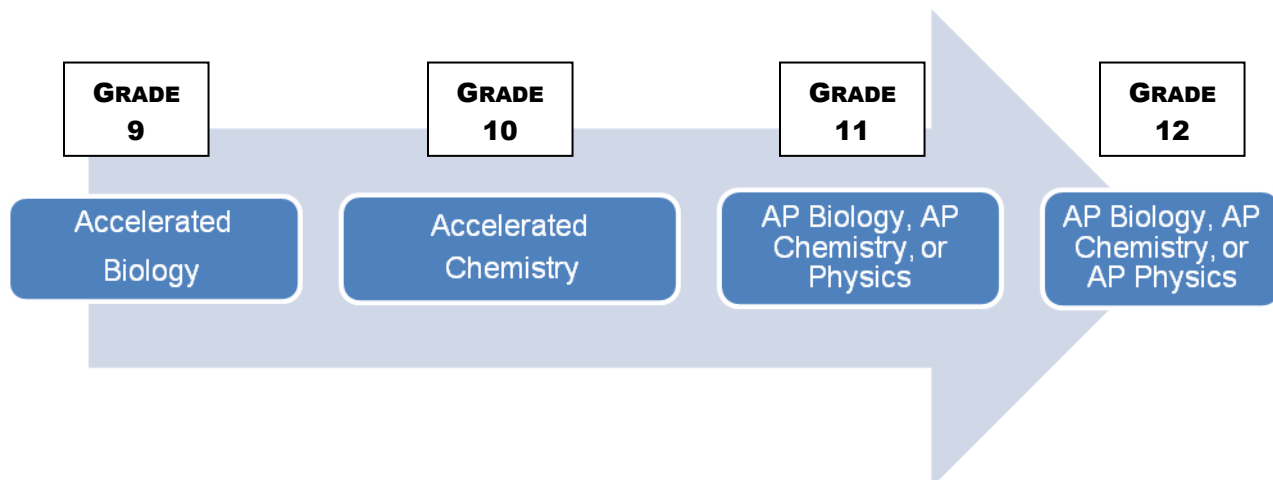 GRADE
9
GRADE
10
GRADE
11
GRADE
12
Accelerated
Biology
Accelerated
Chemistry
AP Biology, AP
Chemistry, or
Physics
AP Biology, AP
Chemistry, or
AP Physics